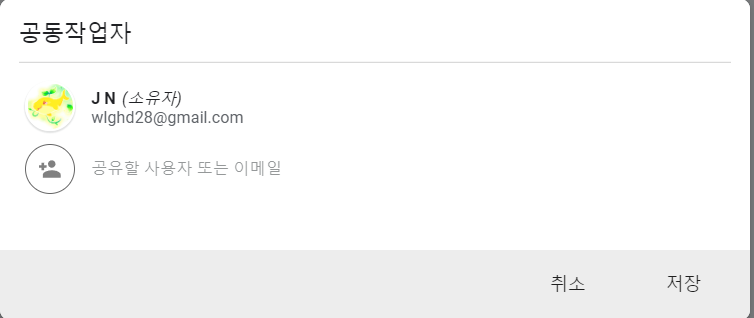 공동작업자
J N (소유자)
wlghd28@gmail.com
공유할 사용자 또는 이메일
취소 저장